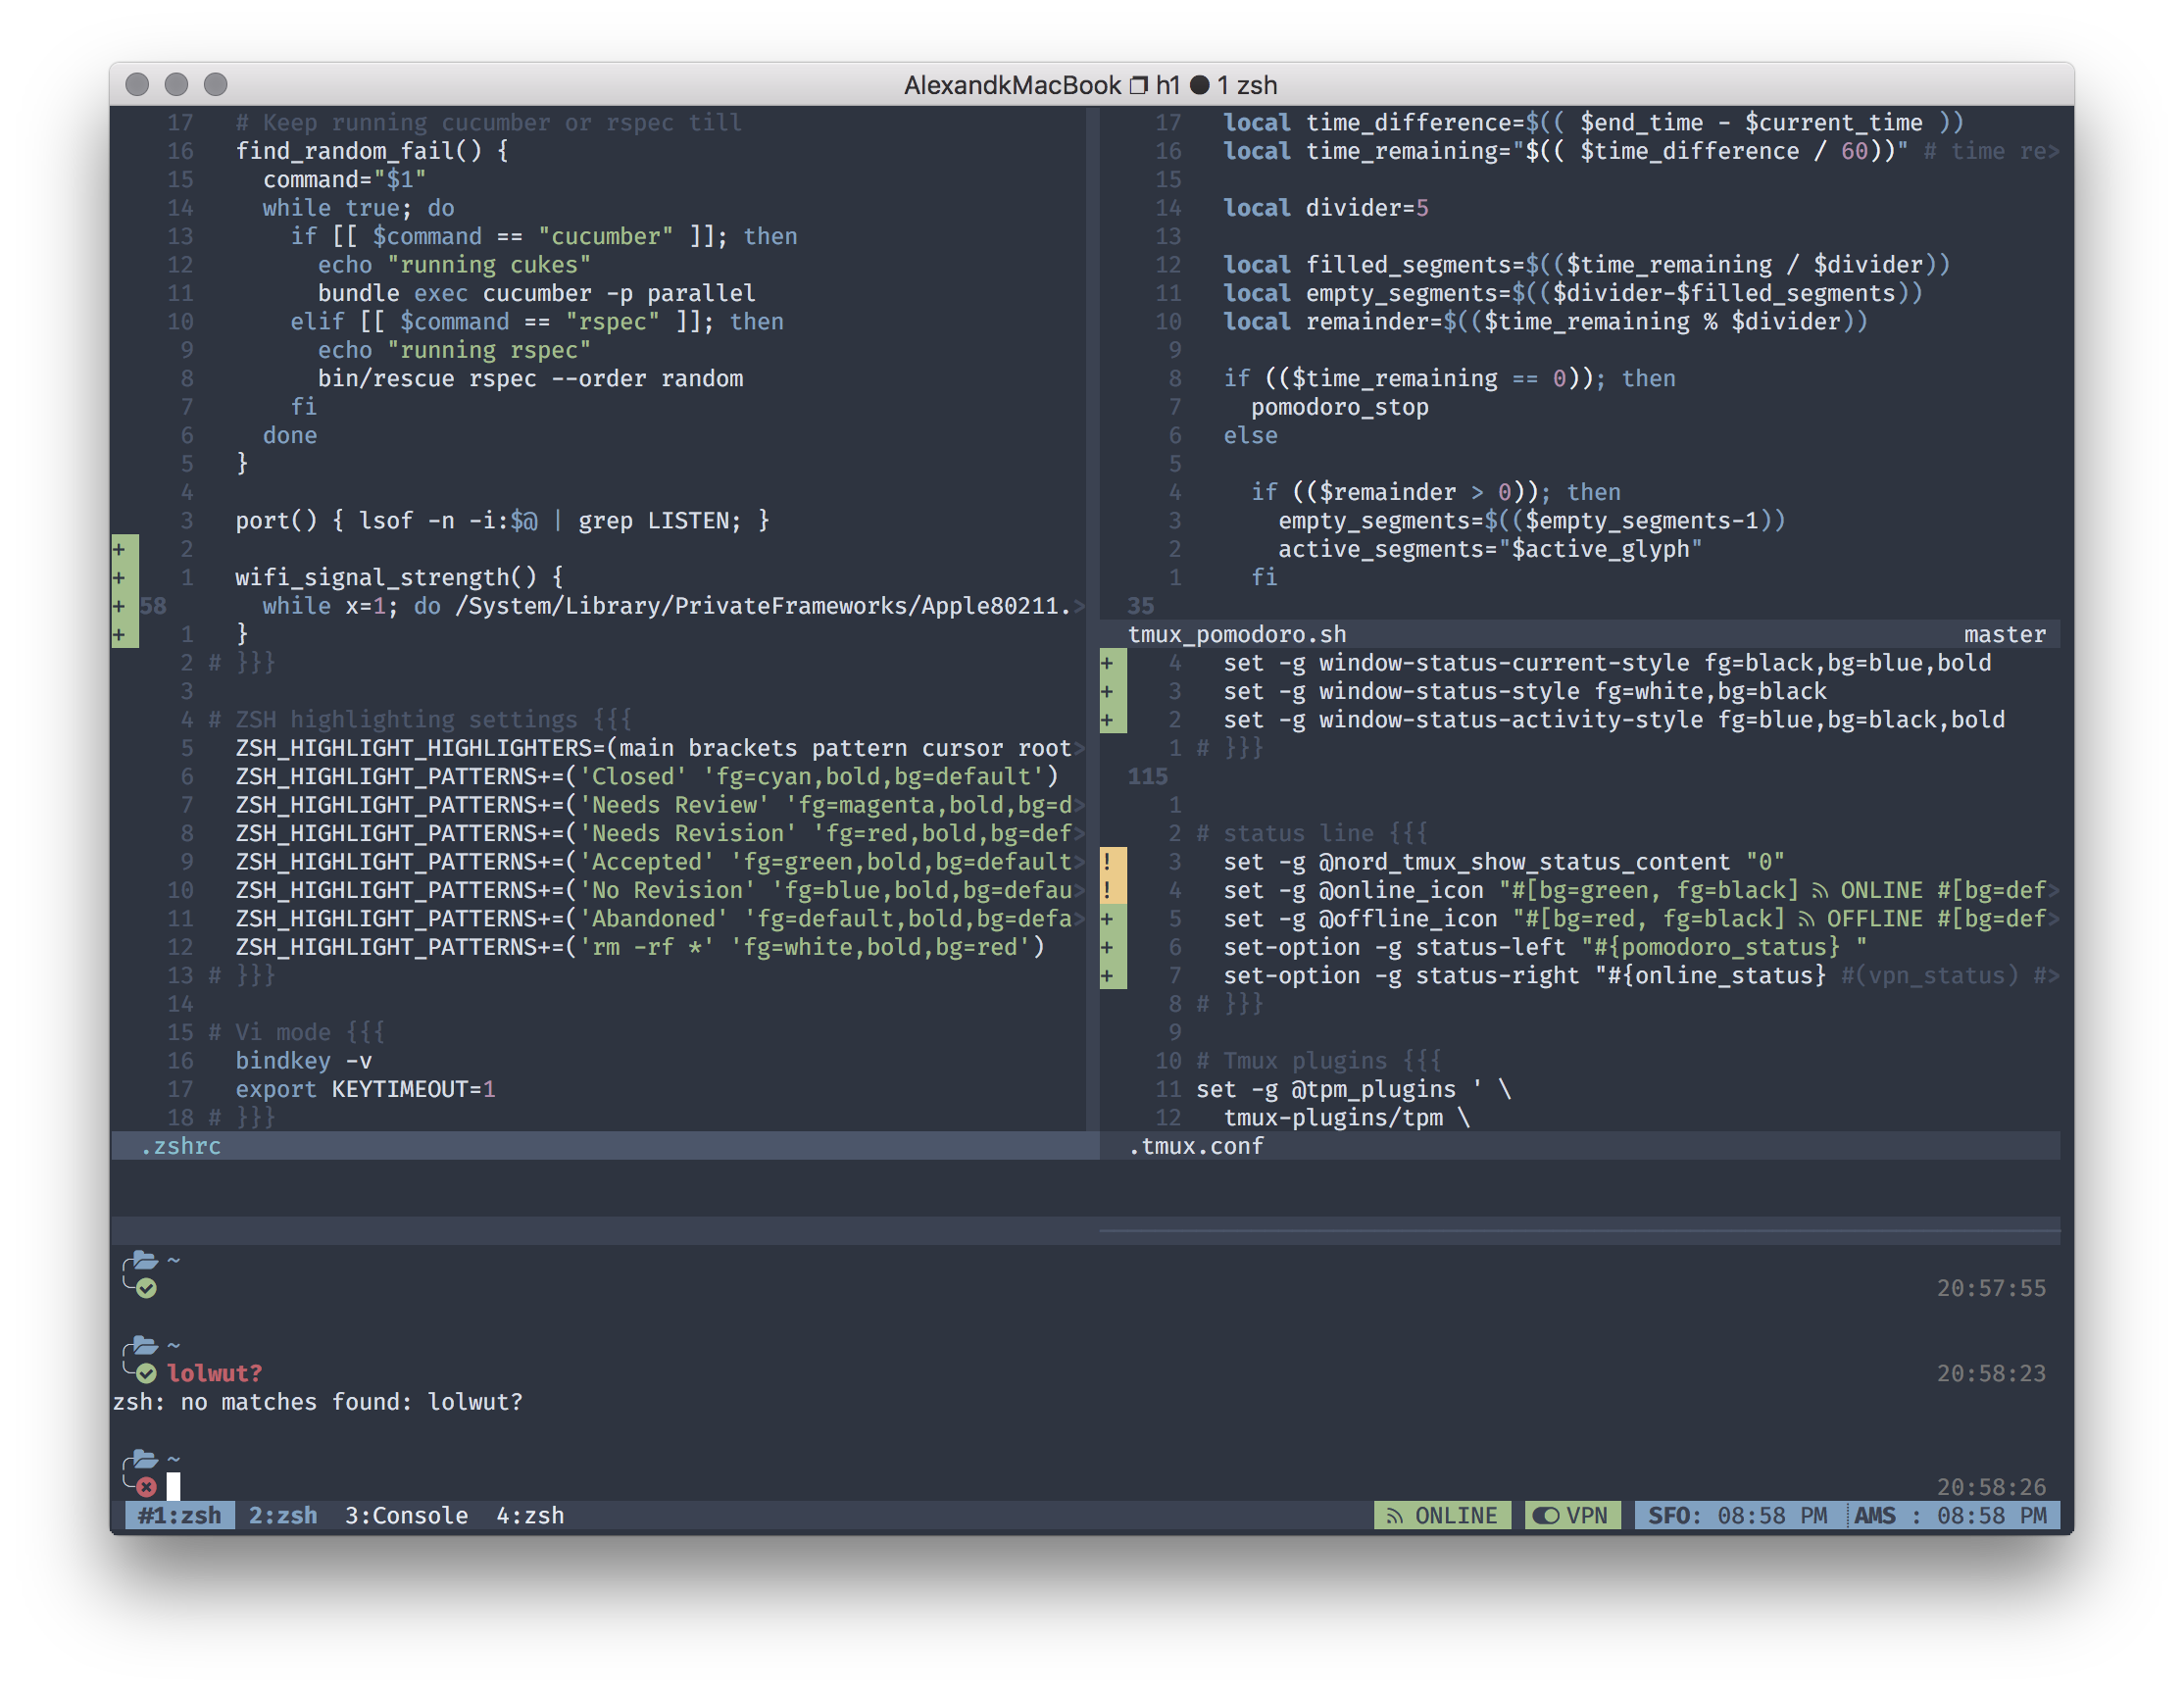 AlexandkMacBook h1 ● 1 zsh
17 # Keep running cucumber or rspec till
16 find_random_fail() {
15 command="$1"
14 while true; do
13 if [[ $command == "cucumber" ]]; then
12 echo "running cukes"
11 bundle exec cucumber -p parallel
10 elif [[ $command == "rspec" ]]; then
9 echo "running rspec"
8 bin/rescue rspec --order random
7 fi
6 done
5 }
4
3 port() { lsof -n -i:$@ | grep LISTEN; }
+ 2
+ 1 wifi_signal_strength() {
+ 58 while x=1; do /System/Library/PrivateFrameworks/Apple80211.>
+ 1 }
2 # }}}
3
4 # ZSH highlighting settings {{{
5 ZSH_HIGHLIGHT_HIGHLIGHTERS=(main brackets pattern cursor root>
6 ZSH_HIGHLIGHT_PATTERNS+=('Closed' 'fg=cyan,bold,bg=default')
7 ZSH_HIGHLIGHT_PATTERNS+=('Needs Review' 'fg=magenta,bold,bg=d>
8 ZSH_HIGHLIGHT_PATTERNS+=('Needs Revision' 'fg=red,bold,bg=def>
9 ZSH_HIGHLIGHT_PATTERNS+=('Accepted' 'fg=green,bold,bg=default>
10 ZSH_HIGHLIGHT_PATTERNS+=('No Revision' 'fg=blue,bold,bg=defau>
11 ZSH_HIGHLIGHT_PATTERNS+=('Abandoned' 'fg=default,bold,bg=defa>
12 ZSH_HIGHLIGHT_PATTERNS+=('rm -rf *' 'fg=white,bold,bg=red')
13 # }}}
14
15 # Vi mode {{{
16 bindkey -v
17 export KEYTIMEOUT=1
18 # }}}
.zshrc
17 local time_difference=$(( $end_time - $current_time ))
16 local time_remaining="$(( $time_difference / 60))" # time re>
15
14 local divider=5
13
12 local filled_segments=$(($time_remaining / $divider))
11 local empty_segments=$(($divider-$filled_segments))
10 local remainder=$(($time_remaining % $divider))
9
8 if (($time_remaining == 0)); then
7 pomodoro_stop
6 else
5
4 if (($remainder > 0)); then
3 empty_segments=$(($empty_segments-1))
2 active_segments="$active_glyph"
1 fi
35
tmux_pomodoro.sh master
+ 4 set -g window-status-current-style fg=black,bg=blue,bold
+ 3 set -g window-status-style fg=white,bg=black
+ 2 set -g window-status-activity-style fg=blue,bg=black,bold
1 # }}}
115
1
2 # status line {{{
! 3 set -g @nord_tmux_show_status_content "0"
! 4 set -g @online_icon "#[bg=green, fg=black] ONLINE #[bg=def>
+ 5 set -g @offline_icon "#[bg=red, fg=black] OFFLINE #[bg=def>
+ 6 set-option -g status-left "#{pomodoro_status} "
+ 7 set-option -g status-right "#{online_status} #(vpn_status) #>
8 # }}}
9
10 # Tmux plugins {{{
11 set -g @tpm_plugins ' \
12 tmux-plugins/tpm \
.tmux.conf
~
20:57:55
~
lolwut? 20:58:23
zsh: no matches found: lolwut?
~
20:58:26
#1:zsh 2:zsh 3:Console 4:zsh ONLINE VPN SFO: 08:58 PM AMS : 08:58 PM